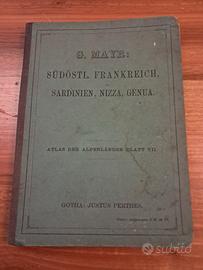 G. MAYR:
SÜDÖSTL. FRANKREICH,
SARDINIEN, NIZZA, GENUA.
ATLAS DER ALPENLÄNDER BLATT VII.
GOTHA: JUSTUS PERTHES.
subito